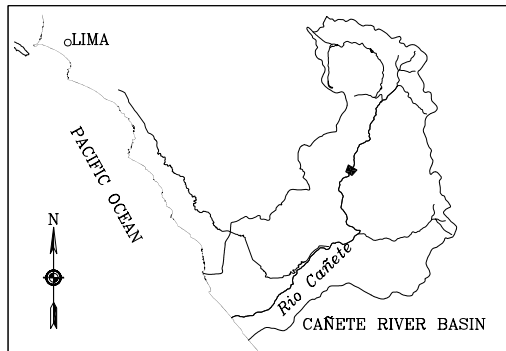 LIMA
PACIFIC OCEAN
N
Rio Cañete
CAÑETE RIVER BASIN